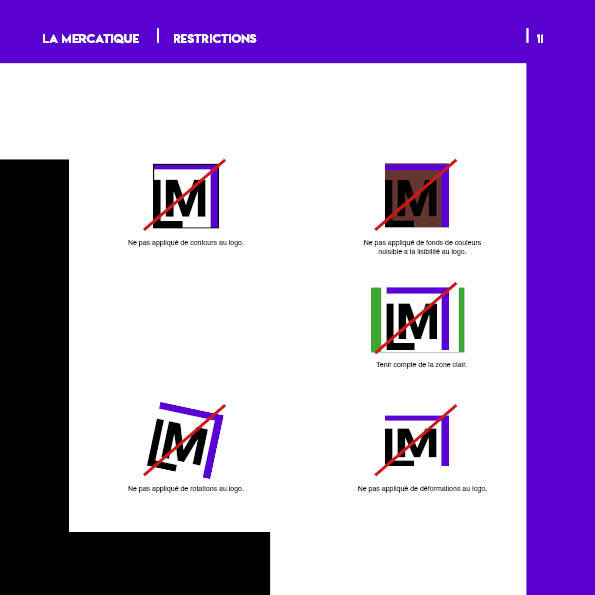 LA MERCATIQUE | RESTRICTIONS | 11
LM
Ne pas appliqué de contours au logo.
LM
Ne pas appliqué de fonds de couleurs
nuisible a la lisibilité au logo.
LM
Tenir compte de la zone clair.
LM
Ne pas appliqué de rotations au logo.
LM
Ne pas appliqué de déformations au logo.